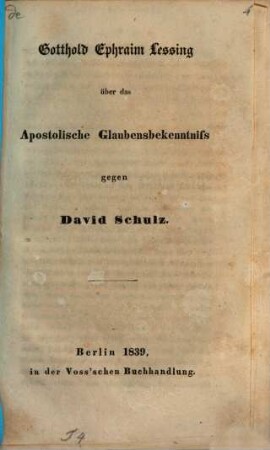 Gotthold Ephraim Lessing
über das
Apostolische Glaubensbekenntniſs
gegen
David Schulz.
Berlin 1839,
in der Voss'schen Buchhandlung.